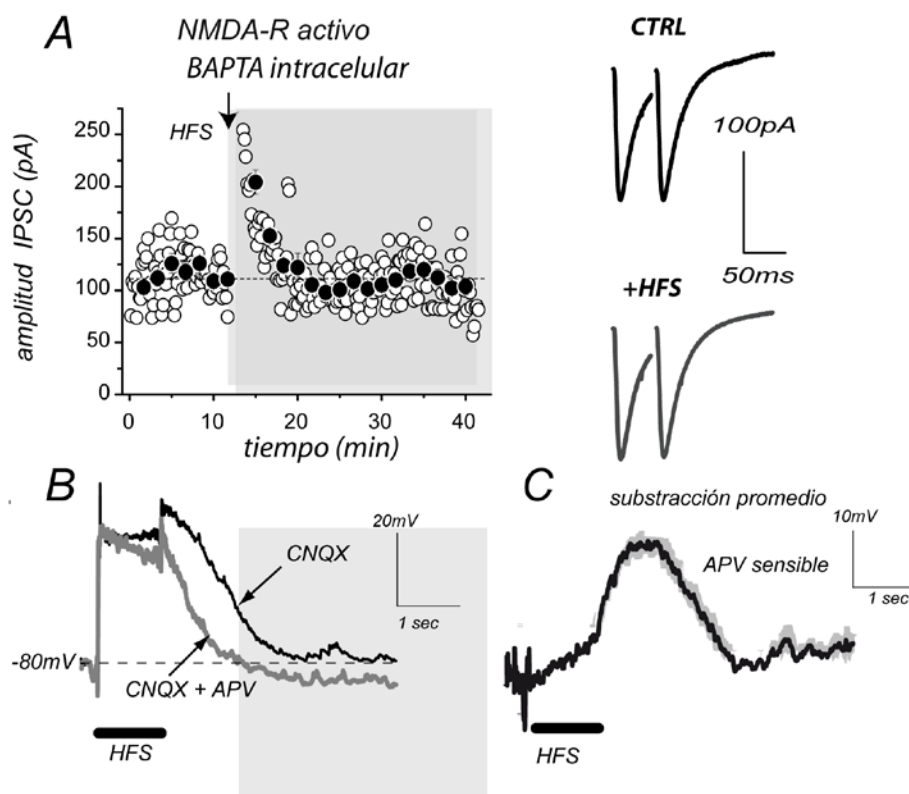 A
NMDA-R activo
BAPTA intracelular
HFS
250
200
150
100
50
0
amplitud IPSC (pA)
0
10
20
30
40
tiempo (min)
CTRL
100pA
50ms
+HFS
B
20mV
CNQX
1 sec
-80mV
CNQX + APV
HFS
C
substracción promedio
10mV
APV sensible
1 sec
HFS